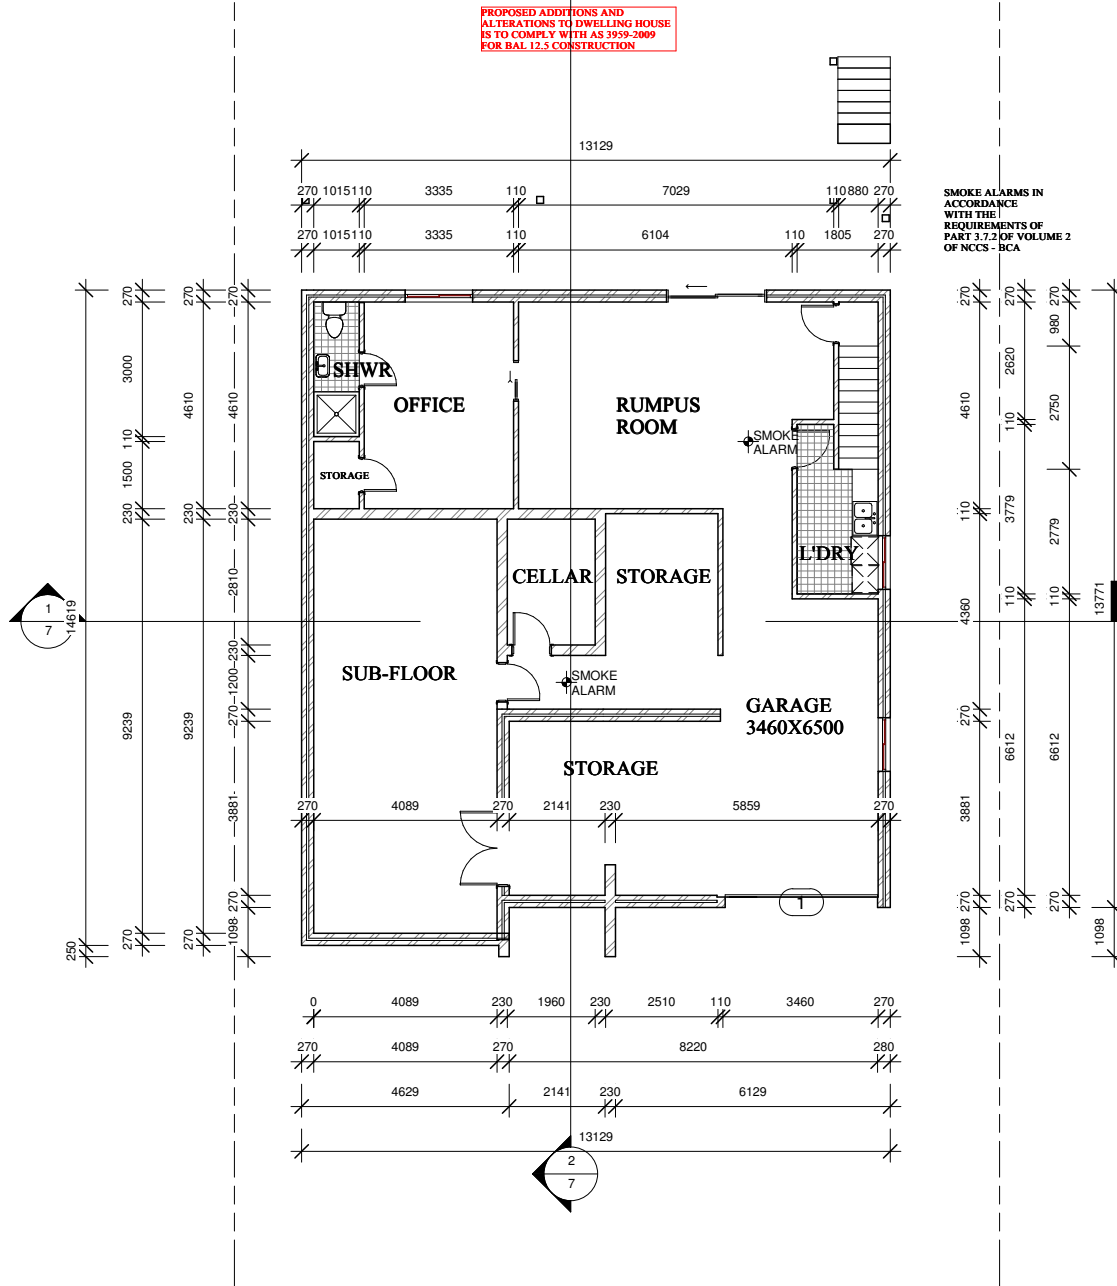 PROPOSED ADDITIONS AND
ALTERATIONS TO DWELLING HOUSE
IS TO COMPLY WITH AS 3959-2009
FOR BAL 12.5 CONSTRUCTION
13129
270 1015 110 3335 110 7029 110 880 270
270 1015 110 3335 110 6104 110 1805 270
SMOKE ALARMS IN
ACCORDANCE
WITH THE
REQUIREMENTS OF
PART 3.7.2 OF VOLUME 2
OF NCCS - BCA
14619
250
270
3000
110
1500
230
9239
270
270
4610
230
9239
270
270
4610
230
2810
230
1200
270
3881
270
1098
SHWR
OFFICE
RUMPUS
ROOM
SMOKE
ALARM
STORAGE
L'DRY
CELLAR
STORAGE
SUB-FLOOR
SMOKE
ALARM
GARAGE
3460X6500
STORAGE
270 4089 270 2141 230 5859 270
1
1
7
270
4610
110
4360
270
3881
270
1098
270
2620
110
3779
110
6612
270
270
980
2750
2779
110
6612
270
13771
1098
0 4089 230 1960 230 2510 110 3460 270
270 4089 270 8220 280
4629 2141 230 6129
13129
2
7